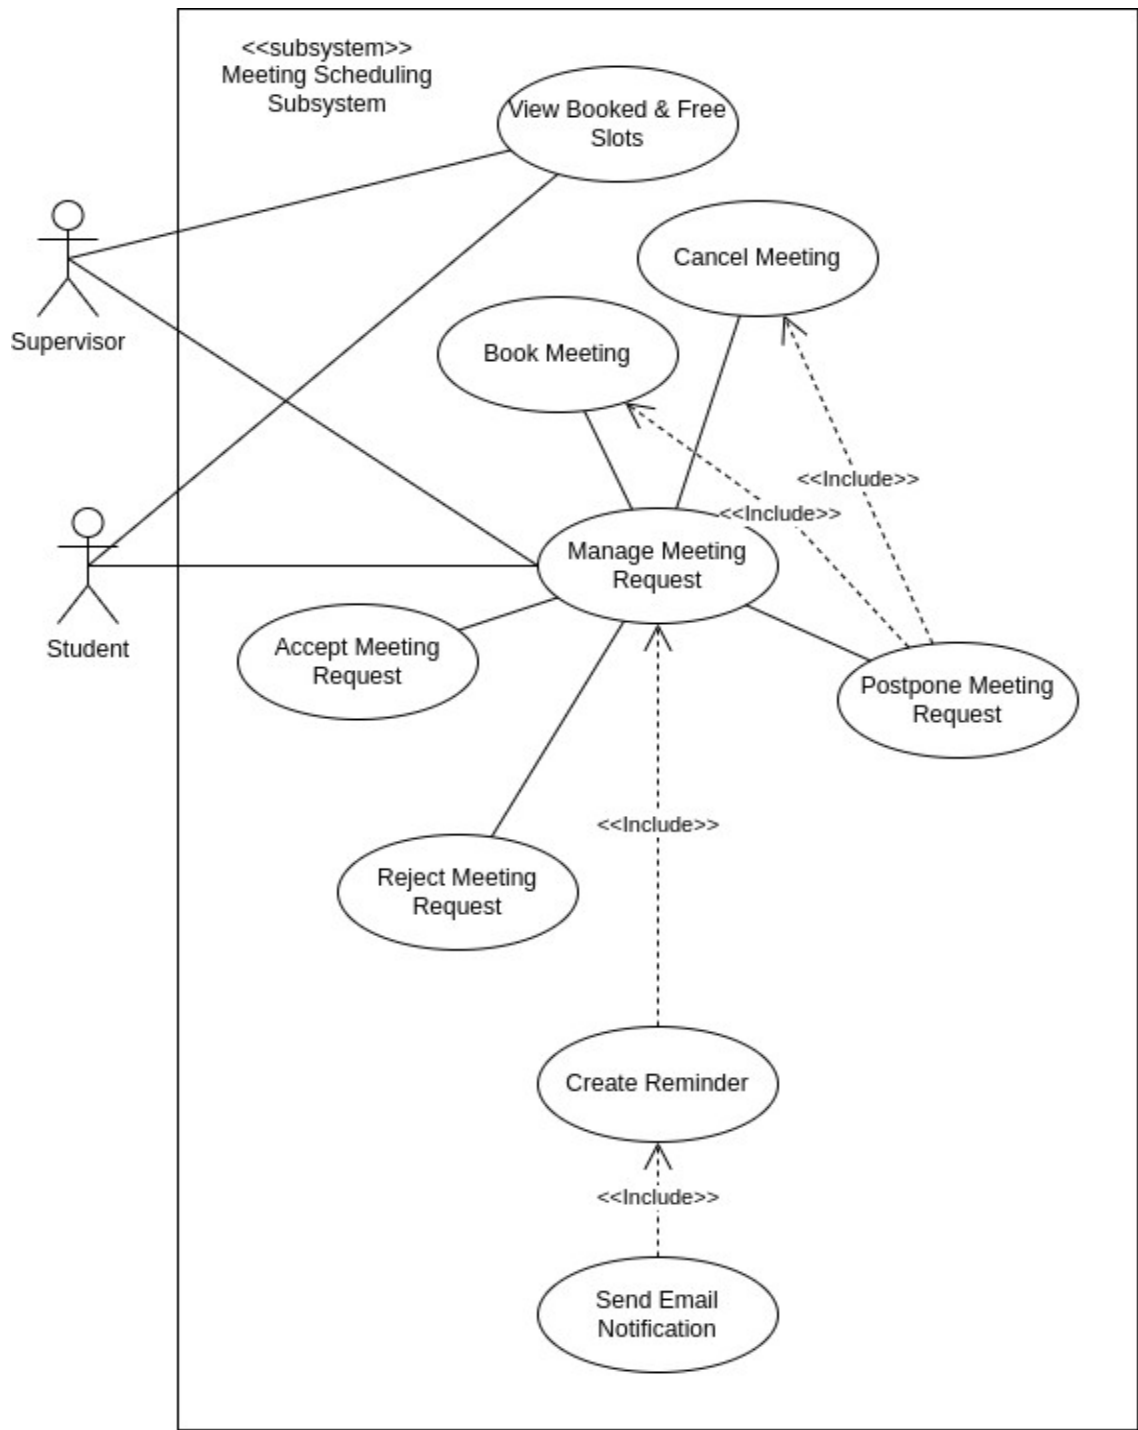 <<subsystem>>
Meeting Scheduling
Subsystem
View Booked & Free
Slots
Cancel Meeting
Supervisor
Book Meeting
<<Include>>
<<Include>>
Manage Meeting
Request
Student
Accept Meeting
Request
Postpone Meeting
Request
<<Include>>
Reject Meeting
Request
Create Reminder
<<Include>>
Send Email
Notification